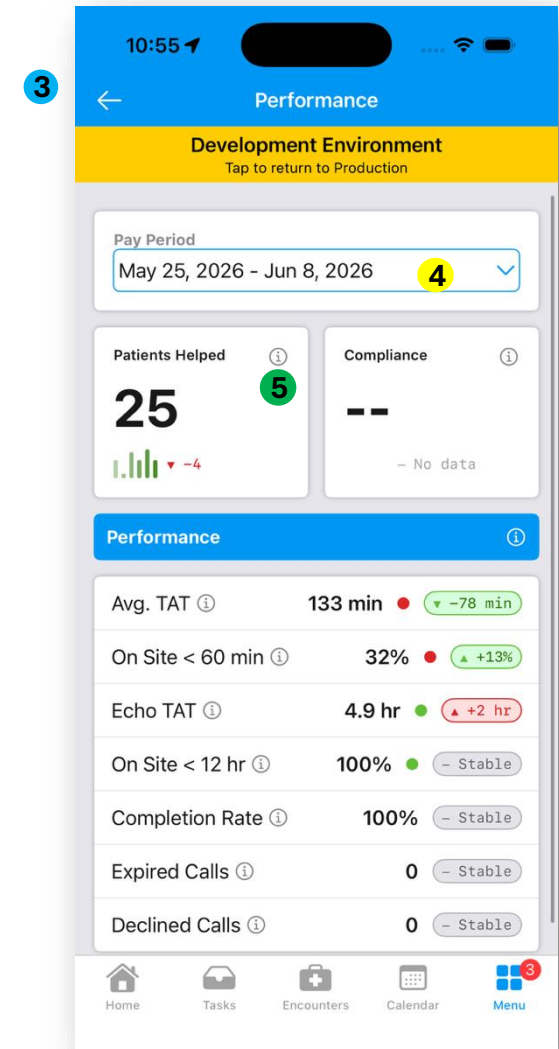 10:55
3
Performance
Development Environment
Tap to return to Production
Pay Period
May 25, 2026 - Jun 8, 2026
4
Patients Helped
Compliance
5
25
--
▼ -4
– No data
Performance
Avg. TAT 133 min ▼ -78 min
On Site < 60 min 32% ▲ +13%
Echo TAT 4.9 hr ▲ +2 hr
On Site < 12 hr 100% – Stable
Completion Rate 100% – Stable
Expired Calls 0 – Stable
Declined Calls 0 – Stable
3
Home Tasks Encounters Calendar Menu